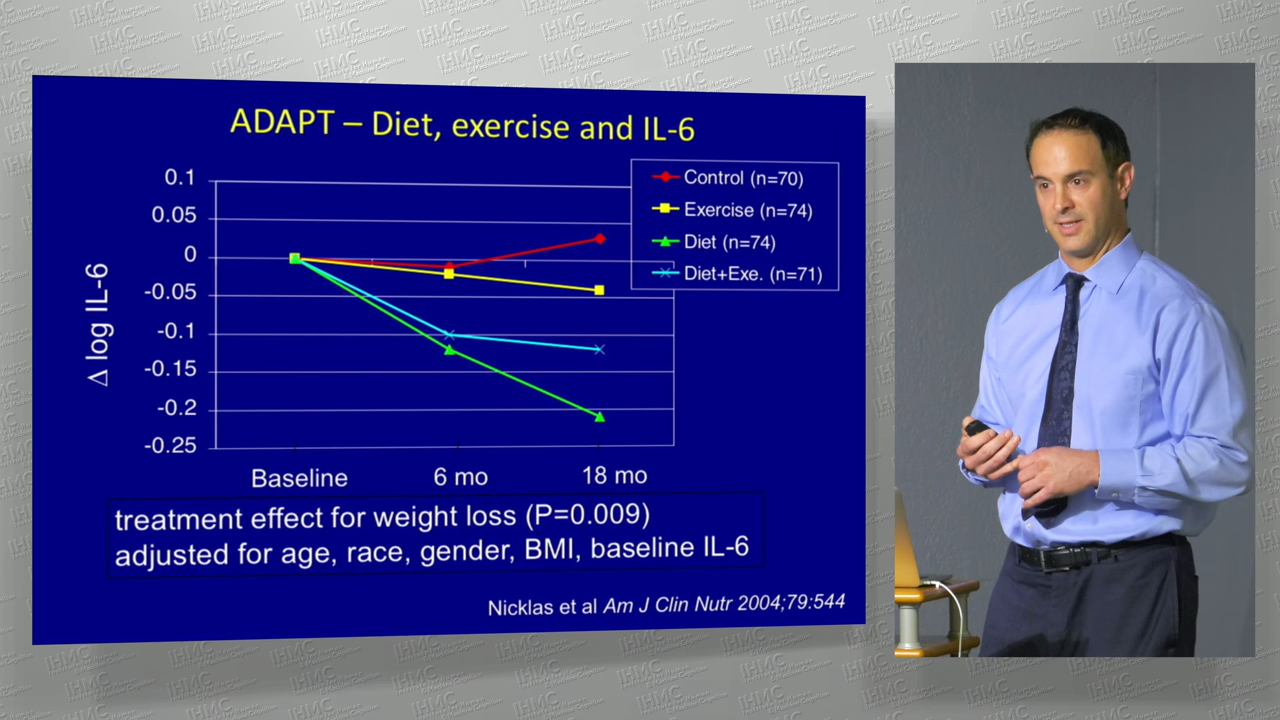 ADAPT – Diet, exercise and IL-6
Control (n=70)
Exercise (n=74)
Diet (n=74)
Diet+Exe. (n=71)
0.1
0.05
0
-0.05
-0.1
-0.15
-0.2
-0.25
Δ log IL-6
Baseline 6 mo 18 mo
treatment effect for weight loss (P=0.009)
adjusted for age, race, gender, BMI, baseline IL-6
Nicklas et al Am J Clin Nutr 2004;79:544
IHMC